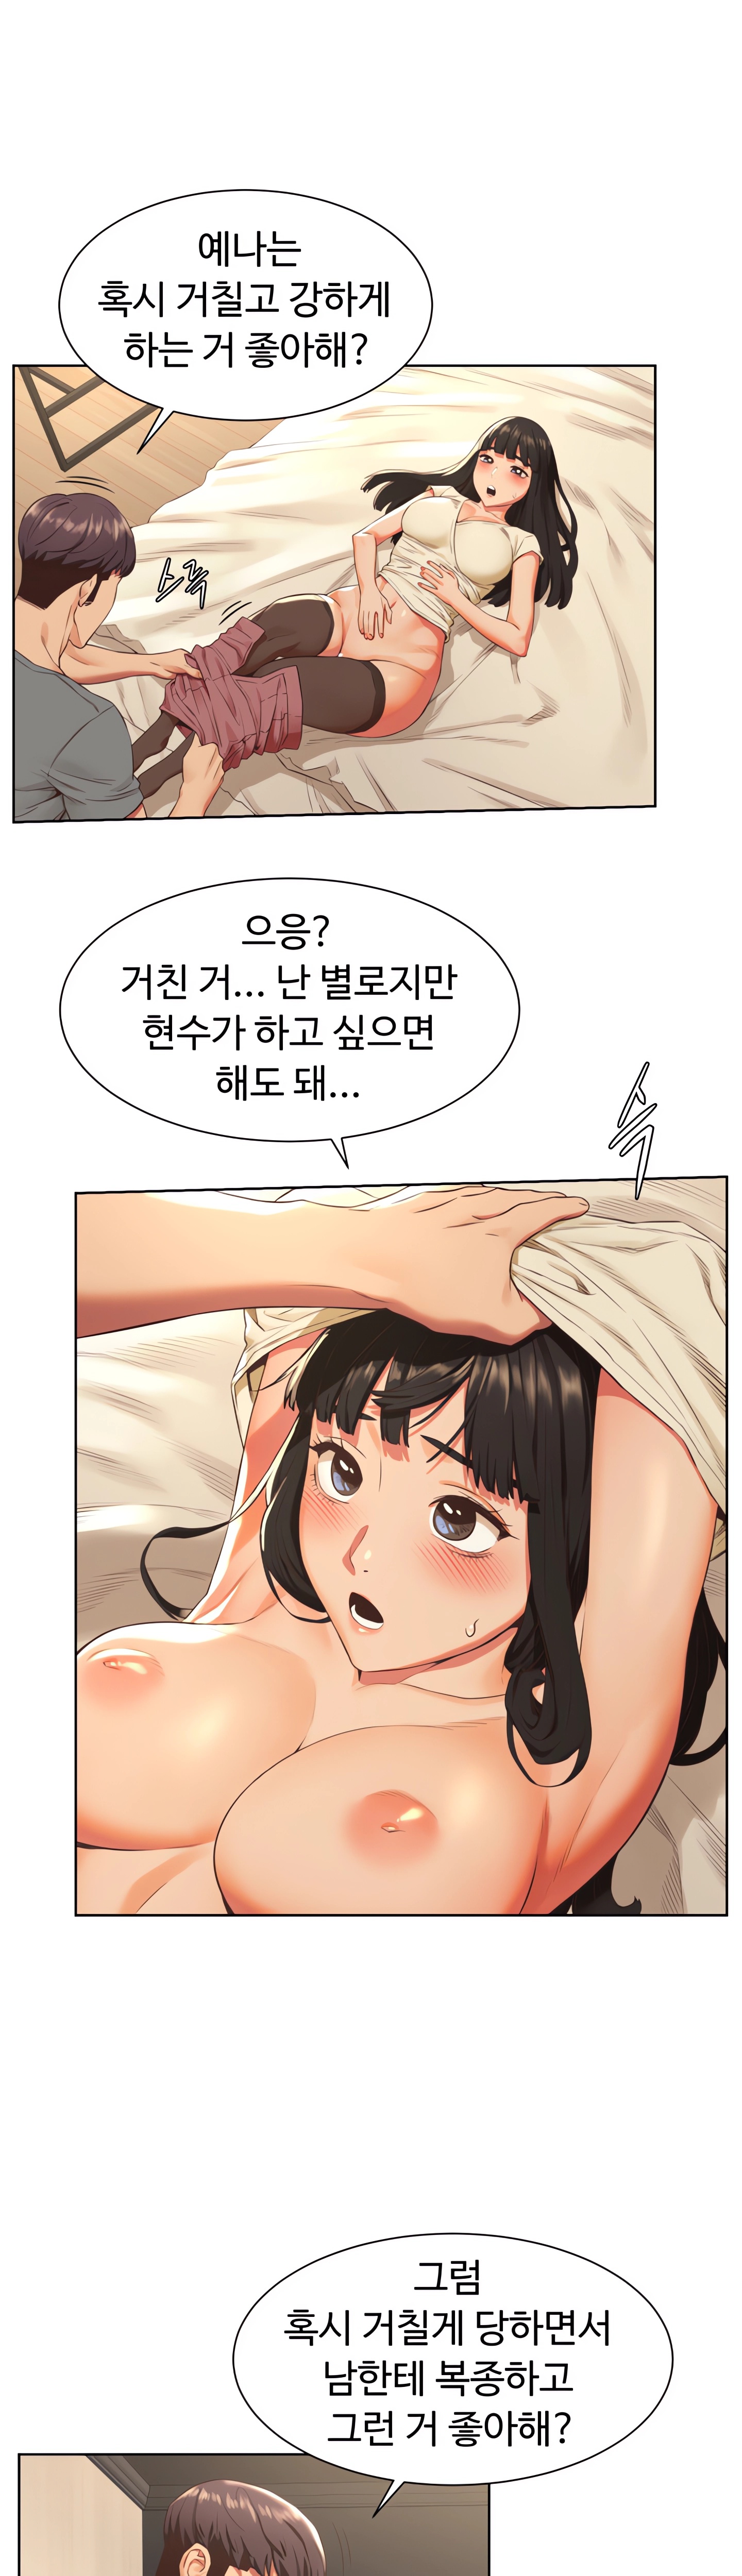 예나는
혹시 거칠고 강하게
하는 거 좋아해?
스륵
으응?
거친 거... 난 별로지만
현수가 하고 싶으면
해도 돼...
슥
그럼
혹시 거칠게 당하면서
남한테 복종하고
그런 거 좋아해?